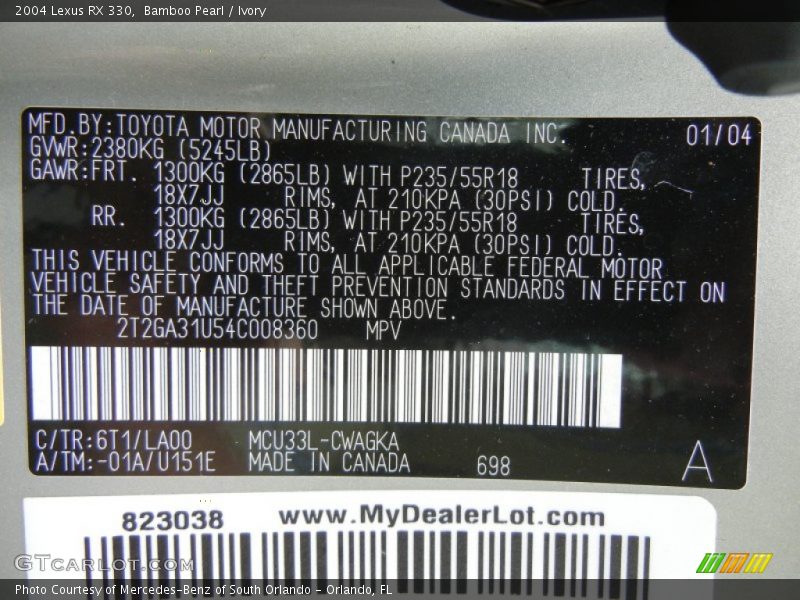 2004 Lexus RX 330, Bamboo Pearl / Ivory
MFD.BY:TOYOTA MOTOR MANUFACTURING CANADA INC. 01/04
GVWR:2380KG (5245LB)
GAWR:FRT. 1300KG (2865LB) WITH P235/55R18 TIRES,
18X7JJ RIMS, AT 210KPA (30PSI) COLD.
RR. 1300KG (2865LB) WITH P235/55R18 TIRES,
18X7JJ RIMS, AT 210KPA (30PSI) COLD.
THIS VEHICLE CONFORMS TO ALL APPLICABLE FEDERAL MOTOR
VEHICLE SAFETY AND THEFT PREVENTION STANDARDS IN EFFECT ON
THE DATE OF MANUFACTURE SHOWN ABOVE.
2T2GA31U54C008360 MPV
C/TR:6T1/LA00 MCU33L-CWAGKA
A/TM:-01A/U151E MADE IN CANADA 698 A
823038 www.MyDealerLot.com
GTCarLot.com
Photo Courtesy of Mercedes-Benz of South Orlando - Orlando, FL